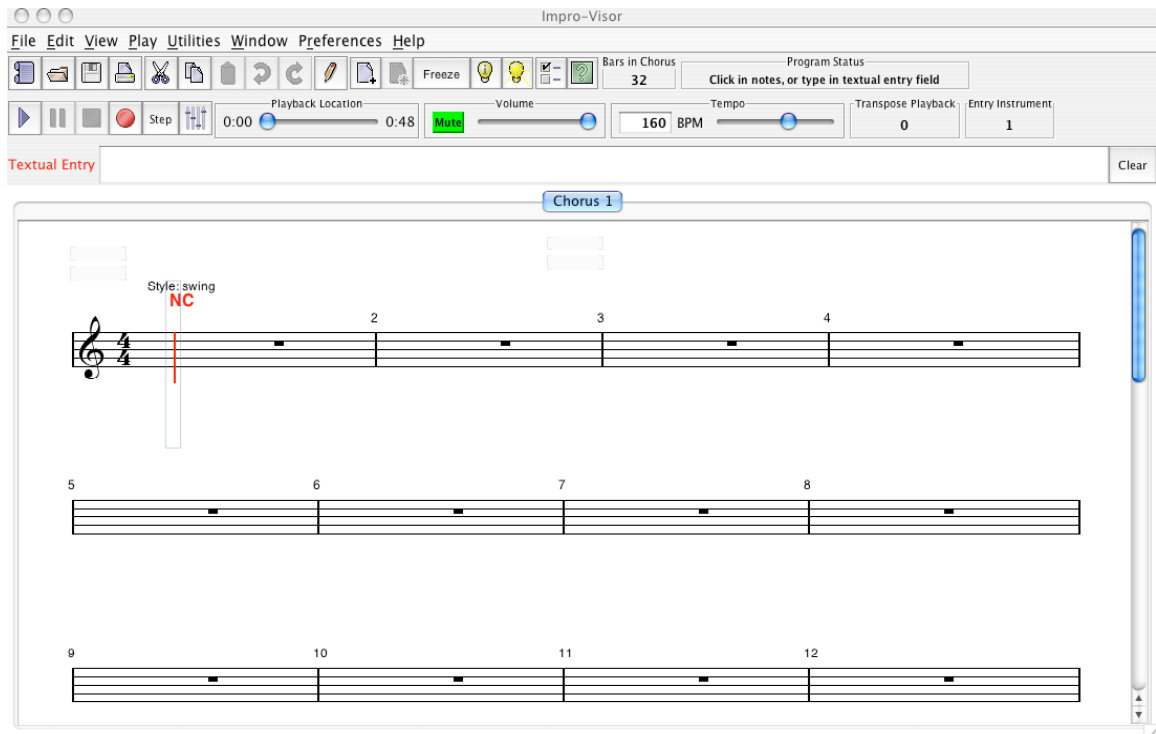 Impro-Visor
File Edit View Play Utilities Window Preferences Help
Freeze
Bars in Chorus
32
Program Status
Click in notes, or type in textual entry field
Step
Playback Location
0:00 0:48
Mute
Volume
160 BPM
Tempo
Transpose Playback
0
Entry Instrument
1
Textual Entry
Clear
Chorus 1
Style: swing
NC
4
4
2 3 4
5 6 7 8
9 10 11 12